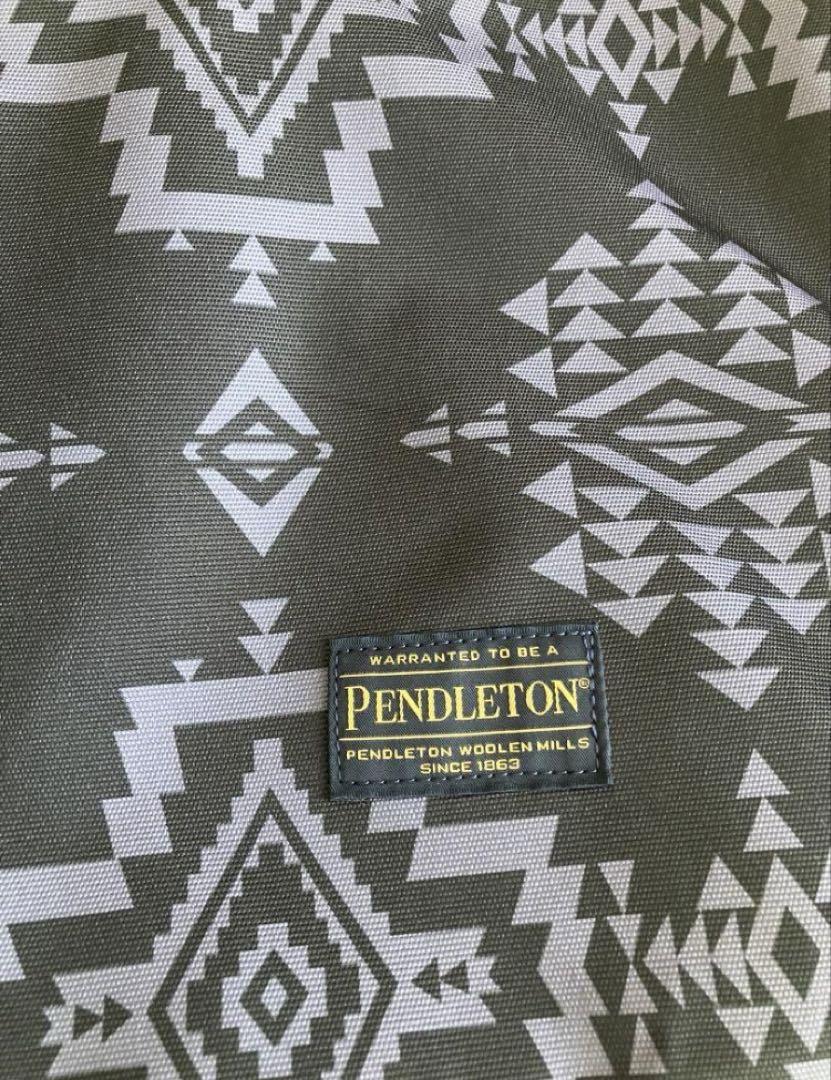 WARRANTED TO BE A
PENDLETON®
PENDLETON WOOLEN MILLS
SINCE 1863